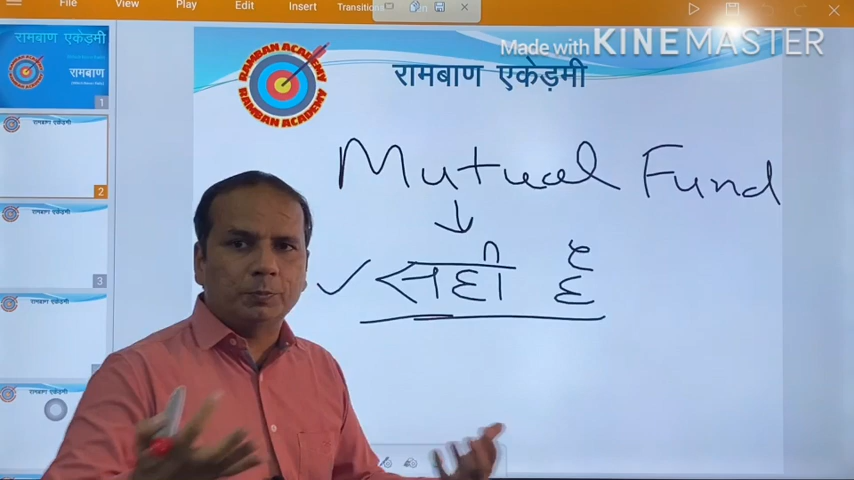 File View Play Edit Insert Transitions
Made with KINEMASTER
RAMBAN ACADEMY
RAMBAN ACADEMY
रामबाण एकेड़मी
रामबाण एकेड़मी
रामबाण
1
रामबाण एकेड़मी
2
रामबाण एकेड़मी
3
रामबाण एकेड़मी
रामबाण एकेड़मी
Mutual Fund
सही है